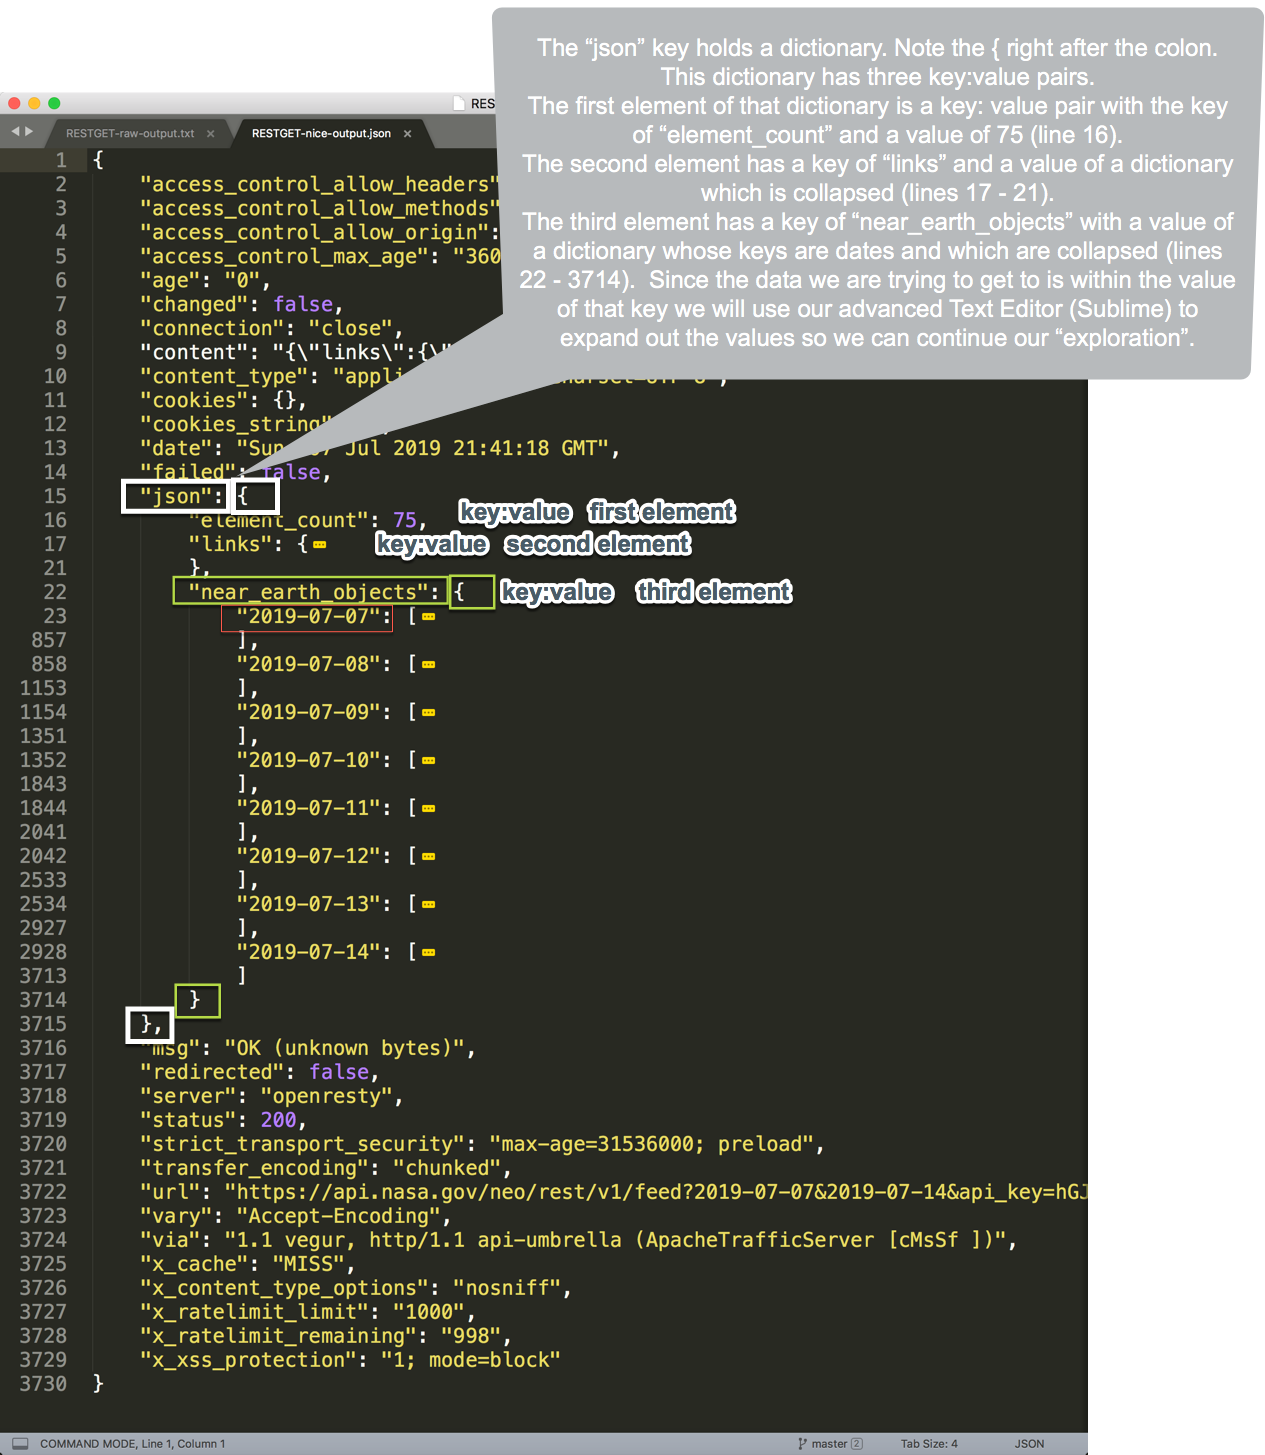 The “json” key holds a dictionary. Note the { right after the colon.
This dictionary has three key:value pairs.
The first element of that dictionary is a key: value pair with the key
of “element_count” and a value of 75 (line 16).
The second element has a key of “links” and a value of a dictionary
which is collapsed (lines 17 - 21).
The third element has a key of “near_earth_objects” with a value of
a dictionary whose keys are dates and which are collapsed (lines
22 - 3714).  Since the data we are trying to get to is within the value
of that key we will use our advanced Text Editor (Sublime) to
expand out the values so we can continue our “exploration”.
RES
RESTGET-raw-output.txt × RESTGET-nice-output.json ×
1 {
2 "access_control_allow_headers"
3 "access_control_allow_methods"
4 "access_control_allow_origin":
5 "access_control_max_age": "360
6 "age": "0",
7 "changed": false,
8 "connection": "close",
9 "content": "{\"links\":{\"
10 "content_type": "appli
11 "cookies": {},
12 "cookies_string"
13 "date": "Sun Jul 2019 21:41:18 GMT",
14 "failed": false,
15 "json": {
16 "element_count": 75, key:value first element
17 "links": { key:value second element
21 },
22 "near_earth_objects": { key:value third element
23 "2019-07-07": [
857 ],
858 "2019-07-08": [
1153 ],
1154 "2019-07-09": [
1351 ],
1352 "2019-07-10": [
1843 ],
1844 "2019-07-11": [
2041 ],
2042 "2019-07-12": [
2533 ],
2534 "2019-07-13": [
2927 ],
2928 "2019-07-14": [
3713 ]
3714 }
3715 },
3716 "msg": "OK (unknown bytes)",
3717 "redirected": false,
3718 "server": "openresty",
3719 "status": 200,
3720 "strict_transport_security": "max-age=31536000; preload",
3721 "transfer_encoding": "chunked",
3722 "url": "https://api.nasa.gov/neo/rest/v1/feed?2019-07-07&2019-07-14&api_key=hGJ
3723 "vary": "Accept-Encoding",
3724 "via": "1.1 vegur, http/1.1 api-umbrella (ApacheTrafficServer [cMsSf ])",
3725 "x_cache": "MISS",
3726 "x_content_type_options": "nosniff",
3727 "x_ratelimit_limit": "1000",
3728 "x_ratelimit_remaining": "998",
3729 "x_xss_protection": "1; mode=block"
3730 }
COMMAND MODE, Line 1, Column 1 master 2 Tab Size: 4 JSON